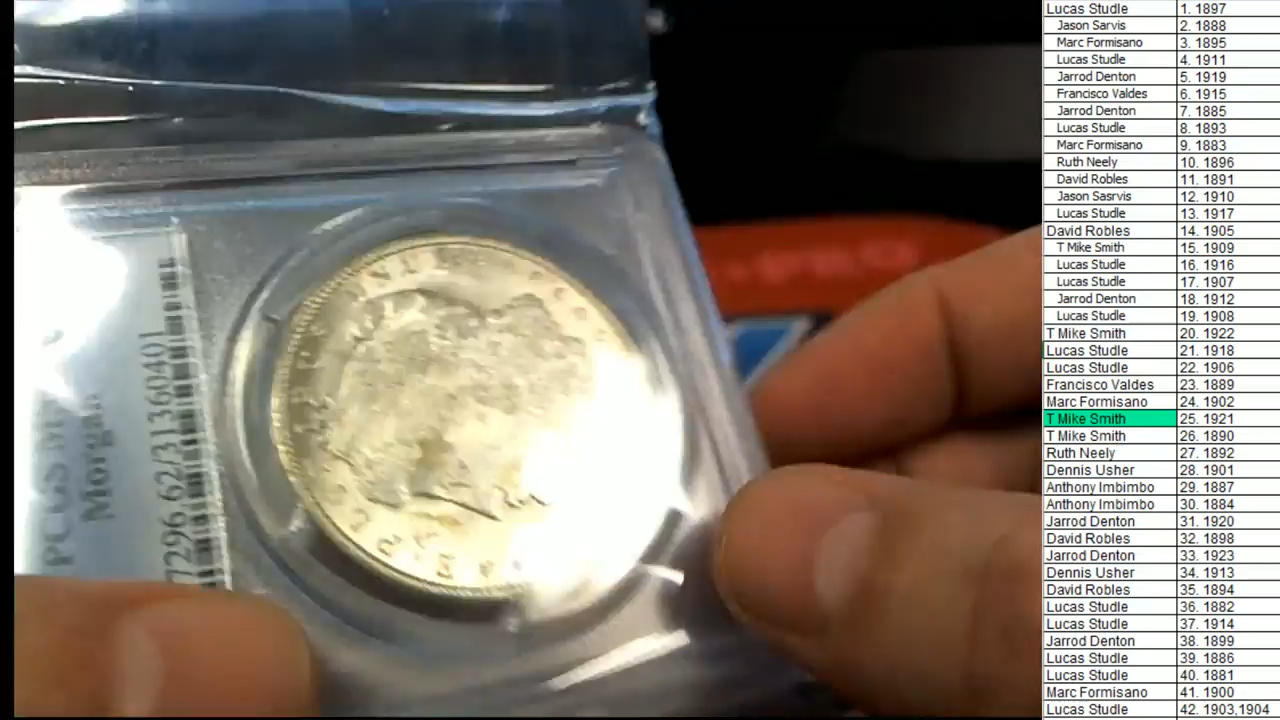 Lucas Studle 1. 1897
Jason Sarvis 2. 1888
Marc Formisano 3. 1895
Lucas Studle 4. 1911
Jarrod Denton 5. 1919
Francisco Valdes 6. 1915
Jarrod Denton 7. 1885
Lucas Studle 8. 1893
Marc Formisano 9. 1883
Ruth Neely 10. 1896
David Robles 11. 1891
Jason Sasrvis 12. 1910
Lucas Studle 13. 1917
David Robles 14. 1905
T Mike Smith 15. 1909
Lucas Studle 16. 1916
Lucas Studle 17. 1907
Jarrod Denton 18. 1912
Lucas Studle 19. 1908
T Mike Smith 20. 1922
Lucas Studle 21. 1918
Lucas Studle 22. 1906
Francisco Valdes 23. 1889
Marc Formisano 24. 1902
T Mike Smith 25. 1921
T Mike Smith 26. 1890
Ruth Neely 27. 1892
Dennis Usher 28. 1901
Anthony Imbimbo 29. 1887
Anthony Imbimbo 30. 1884
Jarrod Denton 31. 1920
David Robles 32. 1898
Jarrod Denton 33. 1923
Dennis Usher 34. 1913
David Robles 35. 1894
Lucas Studle 36. 1882
Lucas Studle 37. 1914
Jarrod Denton 38. 1899
Lucas Studle 39. 1886
Lucas Studle 40. 1881
Marc Formisano 41. 1900
Lucas Studle 42. 1903,1904
PCGS
Morgan
7296.62/31360401